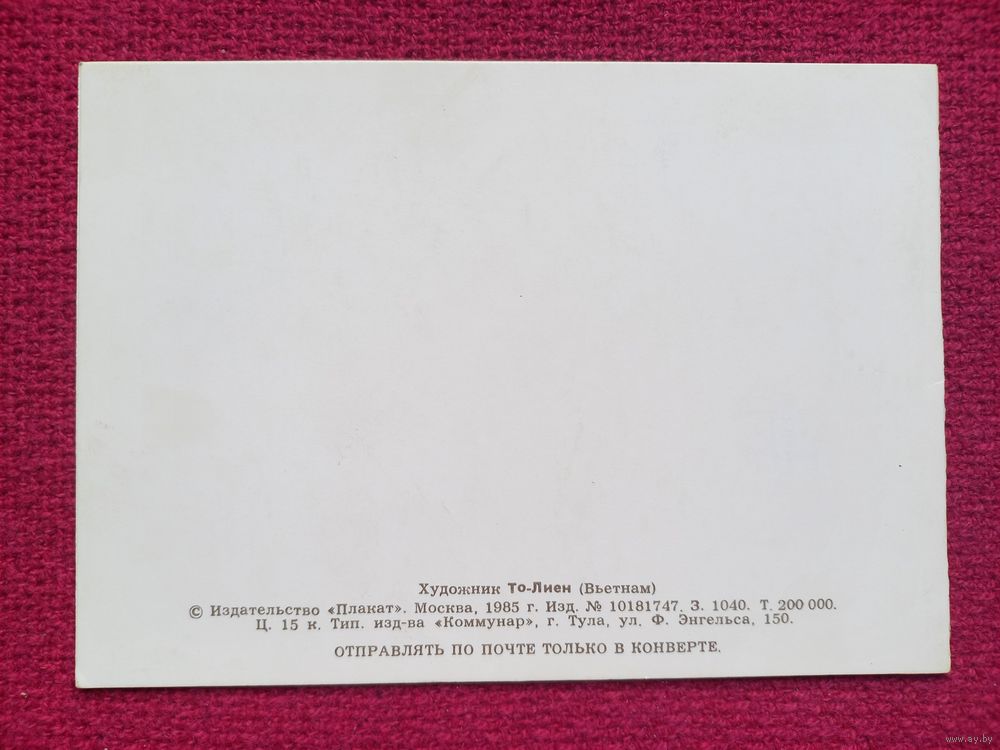 Художник То-Лиен (Вьетнам)
© Издательство «Плакат». Москва, 1985 г. Изд. № 10181747. З. 1040. Т. 200 000.
Ц. 15 к. Тип. изд-ва «Коммунар», г. Тула, ул. Ф. Энгельса, 150.
ОТПРАВЛЯТЬ ПО ПОЧТЕ ТОЛЬКО В КОНВЕРТЕ.
www.ay.by